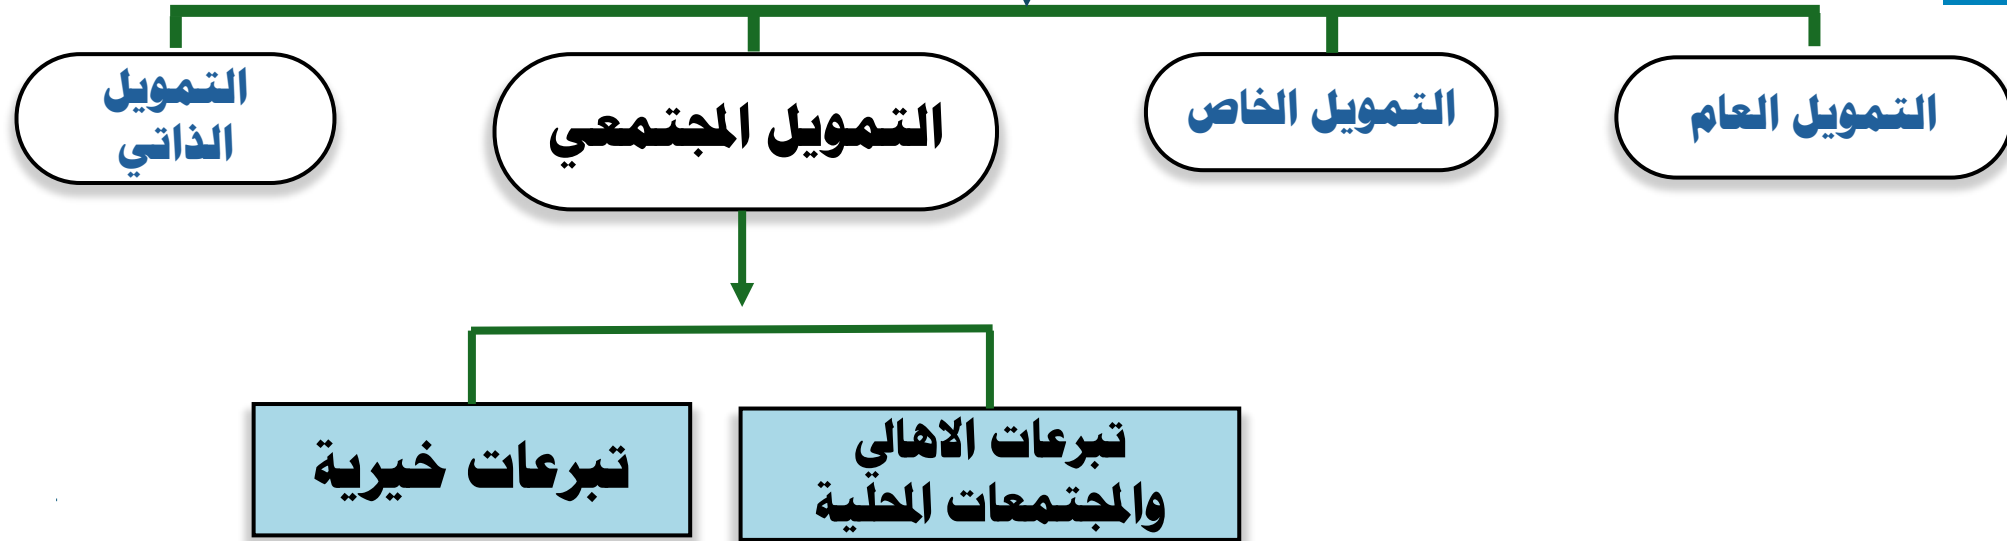 التمويل العام
التمويل الخاص
التمويل المجتمعي
التمويل
الذاتي
تبرعات الاهالي
والمجتمعات المحلية
تبرعات خيرية